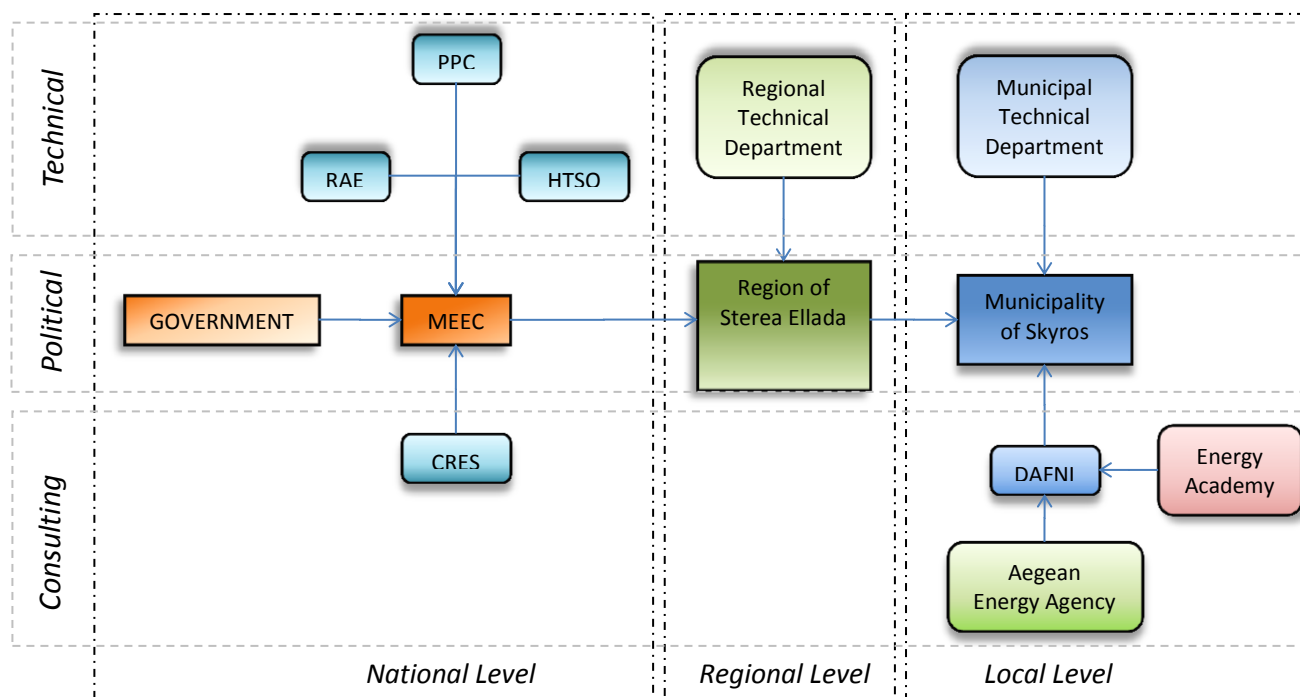 Technical
PPC
RAE
HTSO
Regional
Technical
Department
Municipal
Technical
Department
Political
GOVERNMENT
MEEC
Region of
Sterea Ellada
Municipality
of Skyros
Consulting
CRES
DAFNI
Energy
Academy
Aegean
Energy Agency
National Level
Regional Level
Local Level